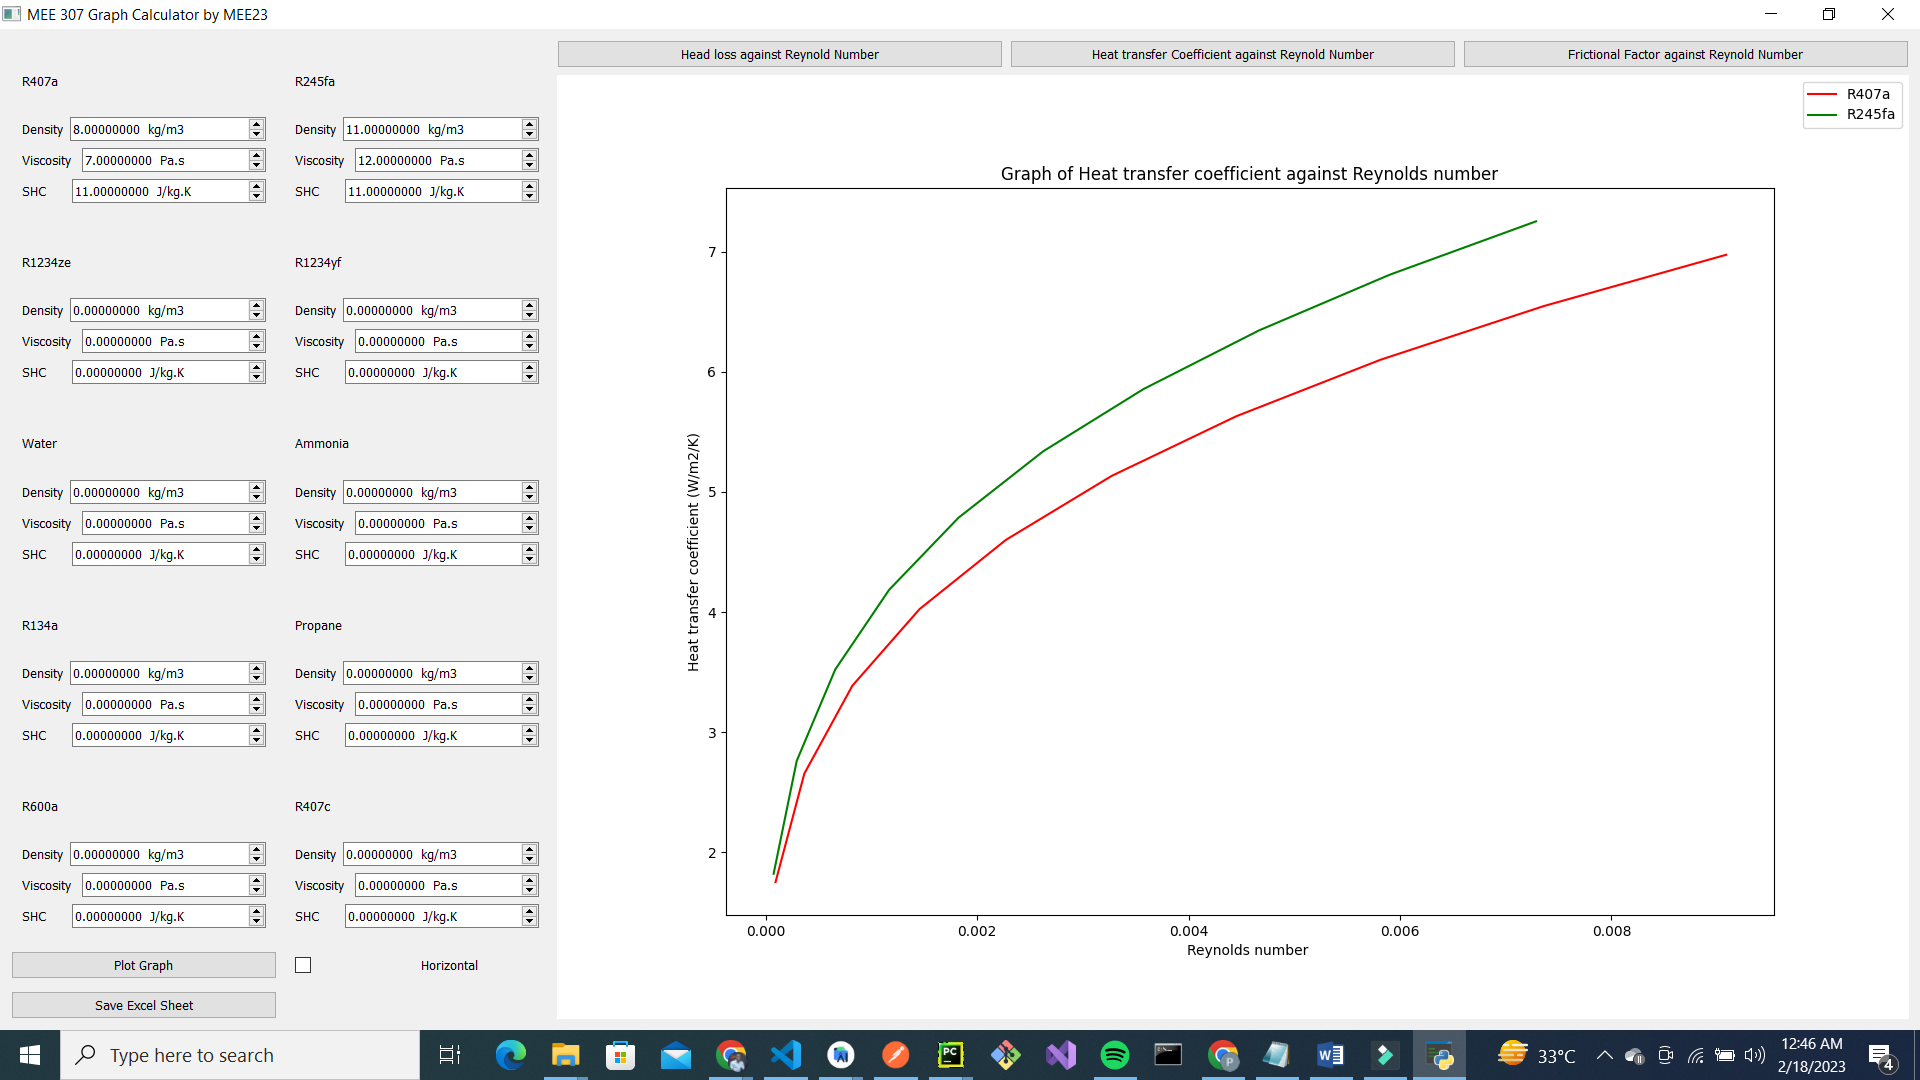 MEE 307 Graph Calculator by MEE23
Head loss against Reynold Number
Heat transfer Coefficient against Reynold Number
Frictional Factor against Reynold Number
R407a
Density 8.00000000 kg/m3
Viscosity 7.00000000 Pa.s
SHC 11.00000000 J/kg.K
R245fa
Density 11.00000000 kg/m3
Viscosity 12.00000000 Pa.s
SHC 11.00000000 J/kg.K
R1234ze
Density 0.00000000 kg/m3
Viscosity 0.00000000 Pa.s
SHC 0.00000000 J/kg.K
R1234yf
Density 0.00000000 kg/m3
Viscosity 0.00000000 Pa.s
SHC 0.00000000 J/kg.K
Water
Density 0.00000000 kg/m3
Viscosity 0.00000000 Pa.s
SHC 0.00000000 J/kg.K
Ammonia
Density 0.00000000 kg/m3
Viscosity 0.00000000 Pa.s
SHC 0.00000000 J/kg.K
R134a
Density 0.00000000 kg/m3
Viscosity 0.00000000 Pa.s
SHC 0.00000000 J/kg.K
Propane
Density 0.00000000 kg/m3
Viscosity 0.00000000 Pa.s
SHC 0.00000000 J/kg.K
R600a
Density 0.00000000 kg/m3
Viscosity 0.00000000 Pa.s
SHC 0.00000000 J/kg.K
R407c
Density 0.00000000 kg/m3
Viscosity 0.00000000 Pa.s
SHC 0.00000000 J/kg.K
Plot Graph
Horizontal
Save Excel Sheet
R407a
R245fa
Graph of Heat transfer coefficient against Reynolds number
Heat transfer coefficient (W/m2/K)
7
6
5
4
3
2
0.000 0.002 0.004 0.006 0.008
Reynolds number
Type here to search
PC
W
P
33°C
12:46 AM
2/18/2023
4